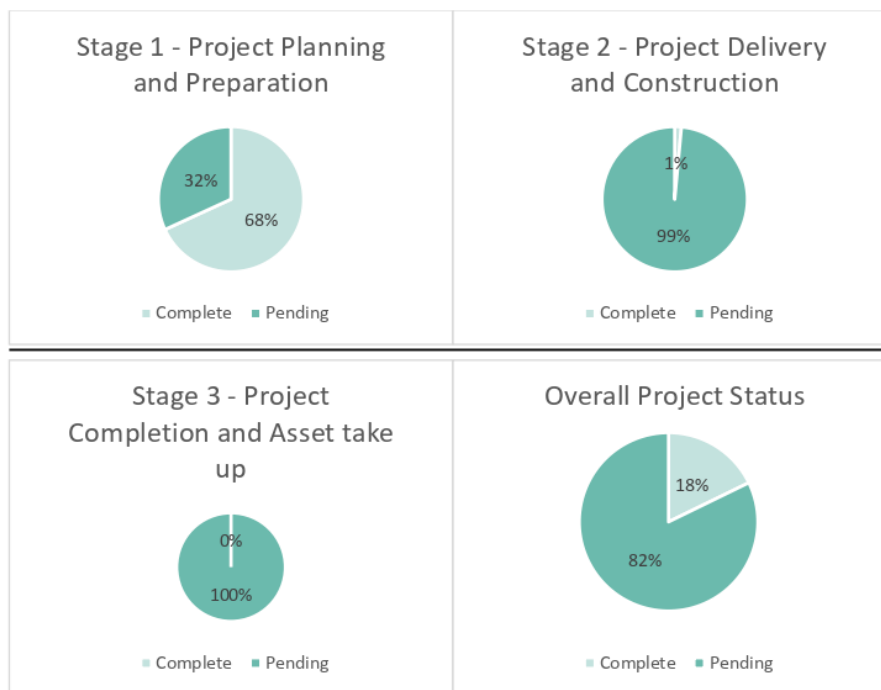 Stage 1 - Project Planning
and Preparation
32%
68%
Complete Pending
Stage 2 - Project Delivery
and Construction
1%
99%
Complete Pending
Stage 3 - Project
Completion and Asset take
up
0%
100%
Complete Pending
Overall Project Status
18%
82%
Complete Pending